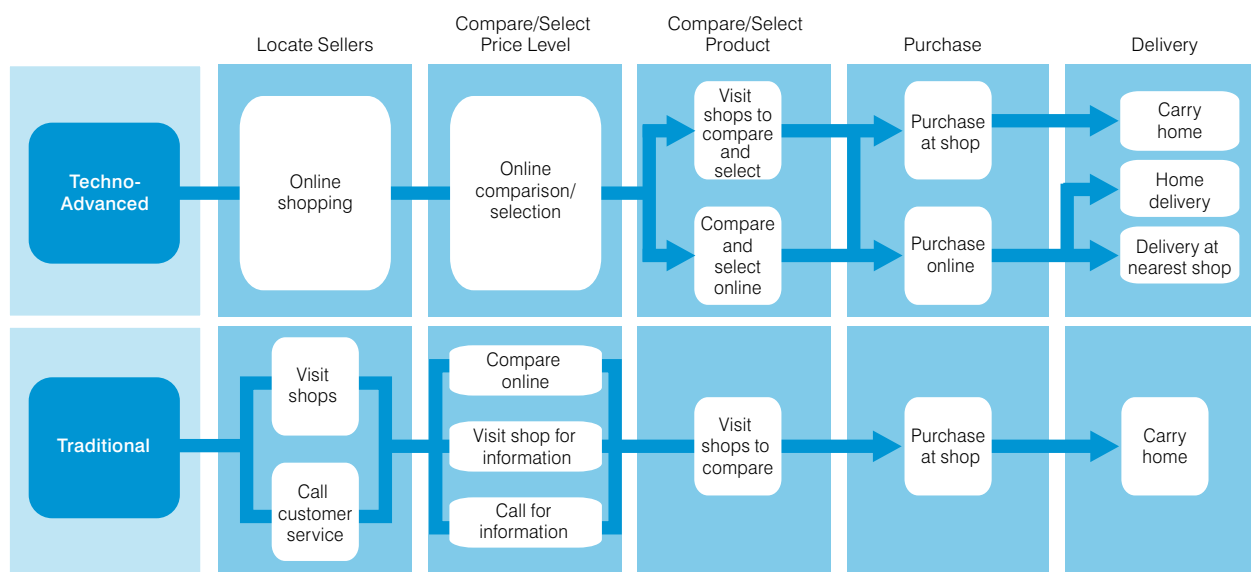 Locate Sellers
Compare/Select
Price Level
Compare/Select
Product
Purchase
Delivery
Techno-
Advanced
Online
shopping
Online
comparison/
selection
Visit
shops to
compare
and
select
Compare
and
select
online
Purchase
at shop
Purchase
online
Carry
home
Home
delivery
Delivery at
nearest shop
Traditional
Visit
shops
Call
customer
service
Compare
online
Visit shop for
information
Call for
information
Visit
shops to
compare
Purchase
at shop
Carry
home